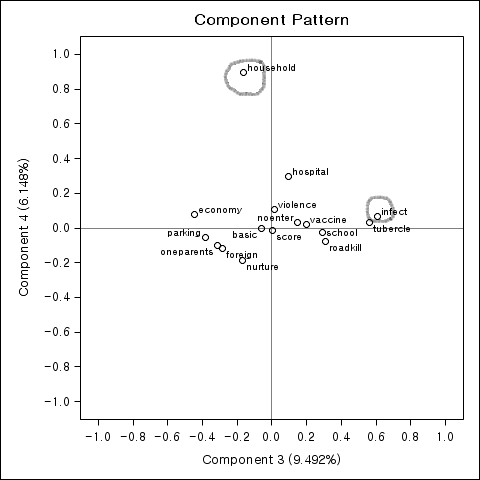 Component Pattern
1.0
0.8
0.6
0.4
0.2
0.0
−0.2
−0.4
−0.6
−0.8
−1.0
Component 4 (6.148%)
household
hospital
violence
economy
infect
noenter
vaccine
tubercle
parking
basic
score
school
roadkill
oneparents
foreign
nurture
−1.0 −0.8 −0.6 −0.4 −0.2 0.0 0.2 0.4 0.6 0.8 1.0
Component 3 (9.492%)